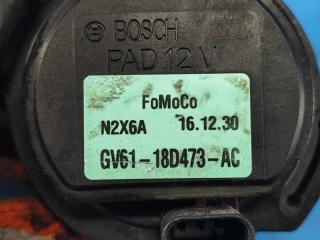 BOSCH
PAD 12 V
FoMoCo
N2X6A 16.12.30
GV61-18D473-AC